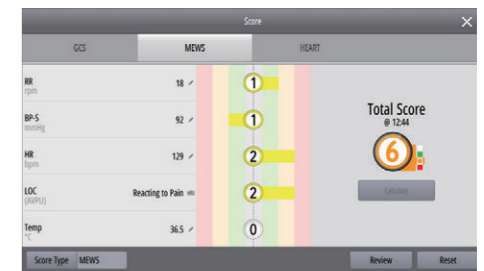 Score ×
GCS MEWS HEART
RR 18 1
rpm
BP-S 92 1
mmHg
HR 129 2
bpm
LOC Reacting to Pain 2
(AVPU)
Temp 36.5 0
°C
Total Score
@ 12:44
6
Calculate
Score Type MEWS Review Reset